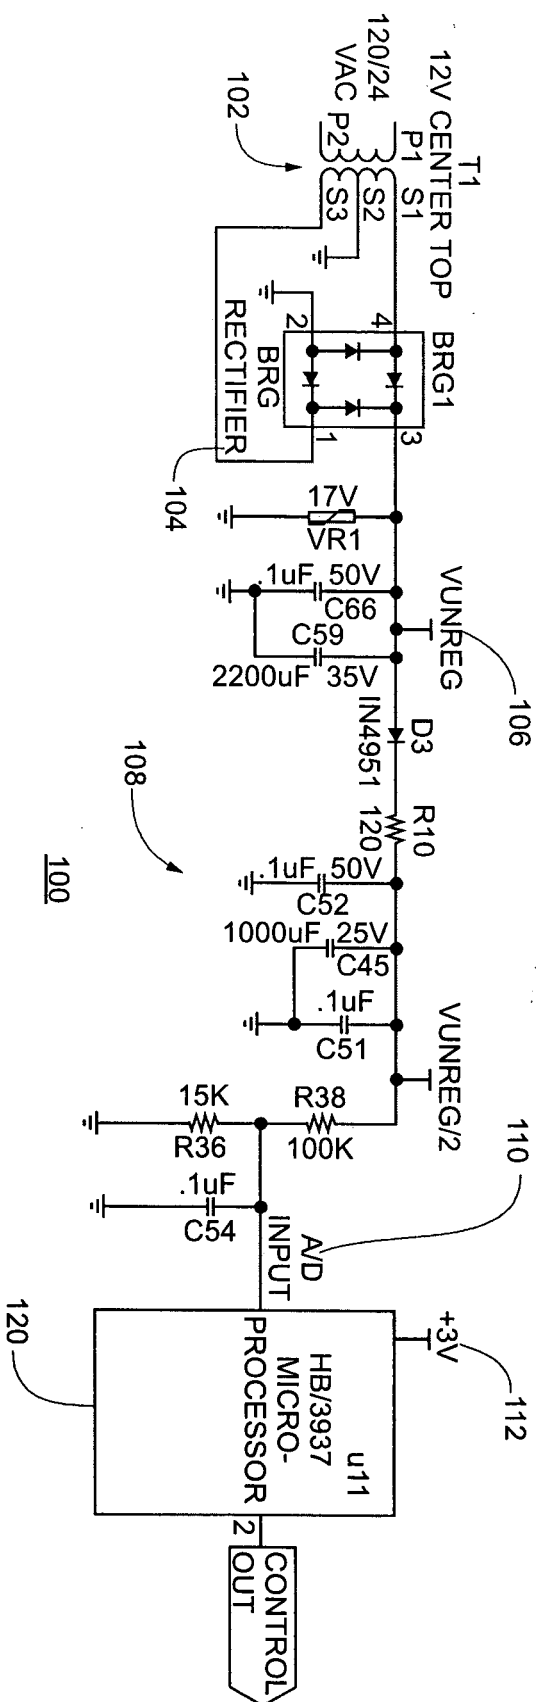 T1
12V CENTER TOP
120/24
VAC
P1
P2
S1
S2
S3
102
BRG1
4
3
2
1
BRG
RECTIFIER
104
17V
VR1
.1uF 50V
C66
C59
2200uF 35V
VUNREG
106
D3
IN4951
R10
120
108
100
.1uF 50V
C52
1000uF 25V
C45
.1uF
C51
VUNREG/2
R38
100K
15K
R36
.1uF
C54
A/D
INPUT
110
+3V
112
u11
HB/3937
MICRO-
PROCESSOR
120
2
CONTROL
OUT